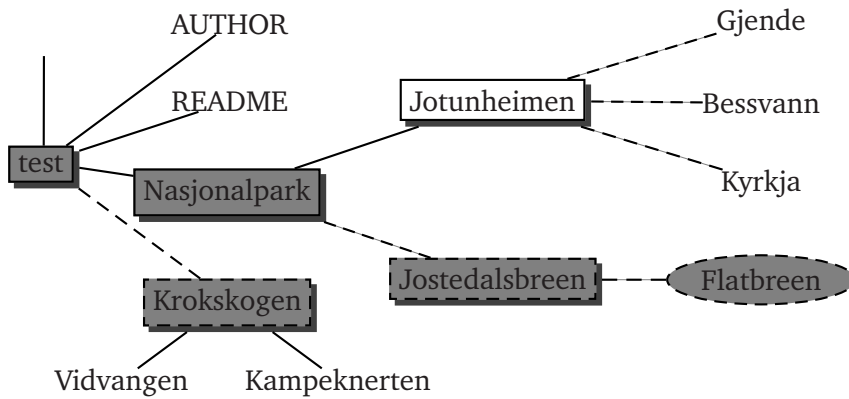 AUTHOR
Gjende
README
Jotunheimen
Bessvann
test
Nasjonalpark
Kyrkja
Krokskogen
Jostedalsbreen
Flatbreen
Vidvangen
Kampeknerten